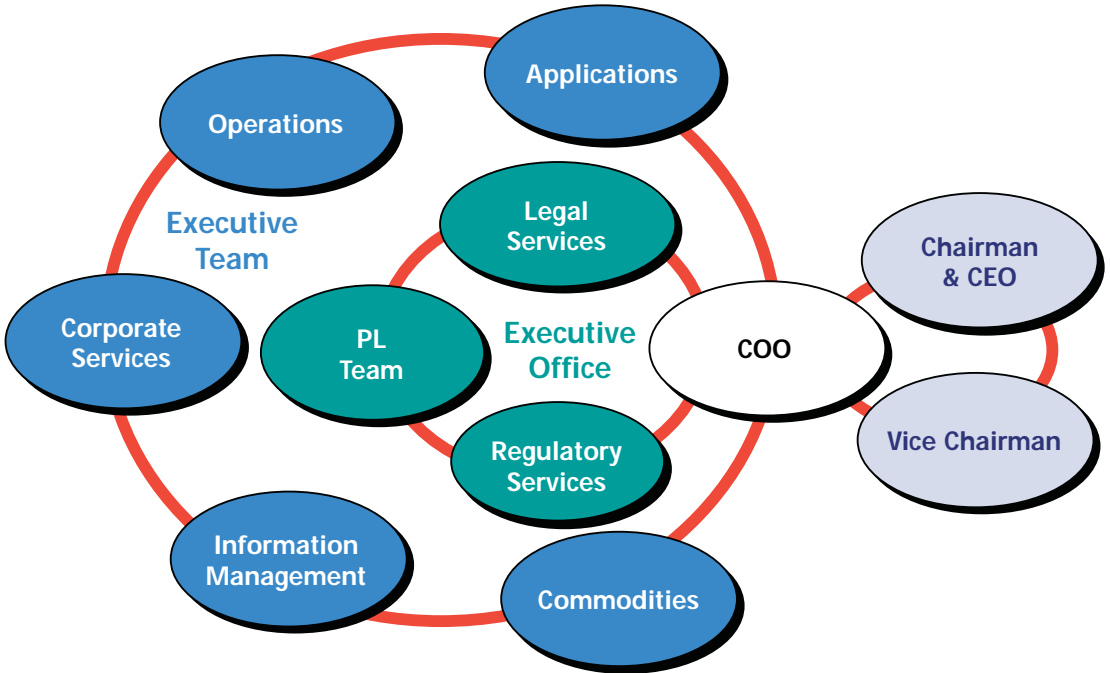 Applications
Operations
Legal
Services
Executive
Team
Chairman
& CEO
Corporate
Services
PL
Team
Executive
Office
COO
Vice Chairman
Regulatory
Services
Information
Management
Commodities